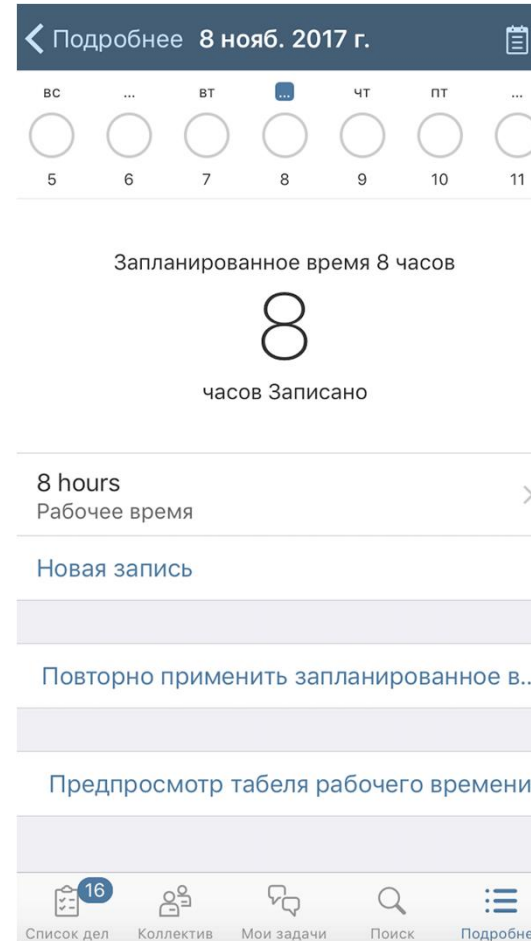 Подробнее 8 нояб. 2017 г.
вс ... вт ... чт пт ...
5 6 7 8 9 10 11
Запланированное время 8 часов
8
часов Записано
8 hours
Рабочее время
Новая запись
Повторно применить запланированное в..
Предпросмотр табеля рабочего времени
16
Список дел Коллектив Мои задачи Поиск Подробне